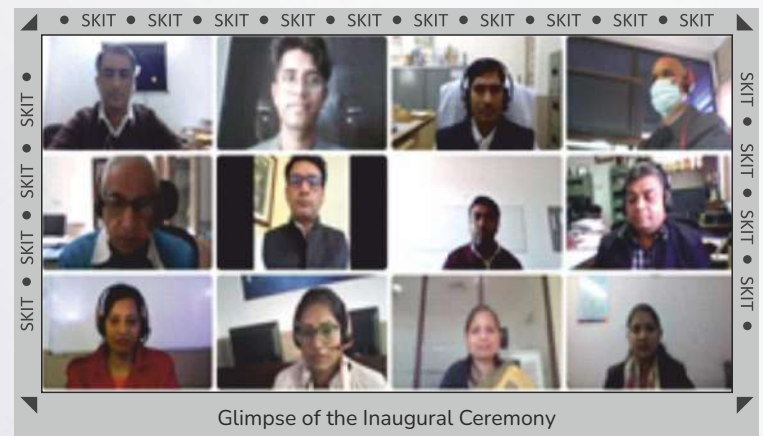 • SKIT • SKIT • SKIT • SKIT • SKIT • SKIT • SKIT • SKIT • SKIT • SKIT
SKIT • SKIT • SKIT • SKIT •
SKIT • SKIT • SKIT • SKIT •
Glimpse of the Inaugural Ceremony